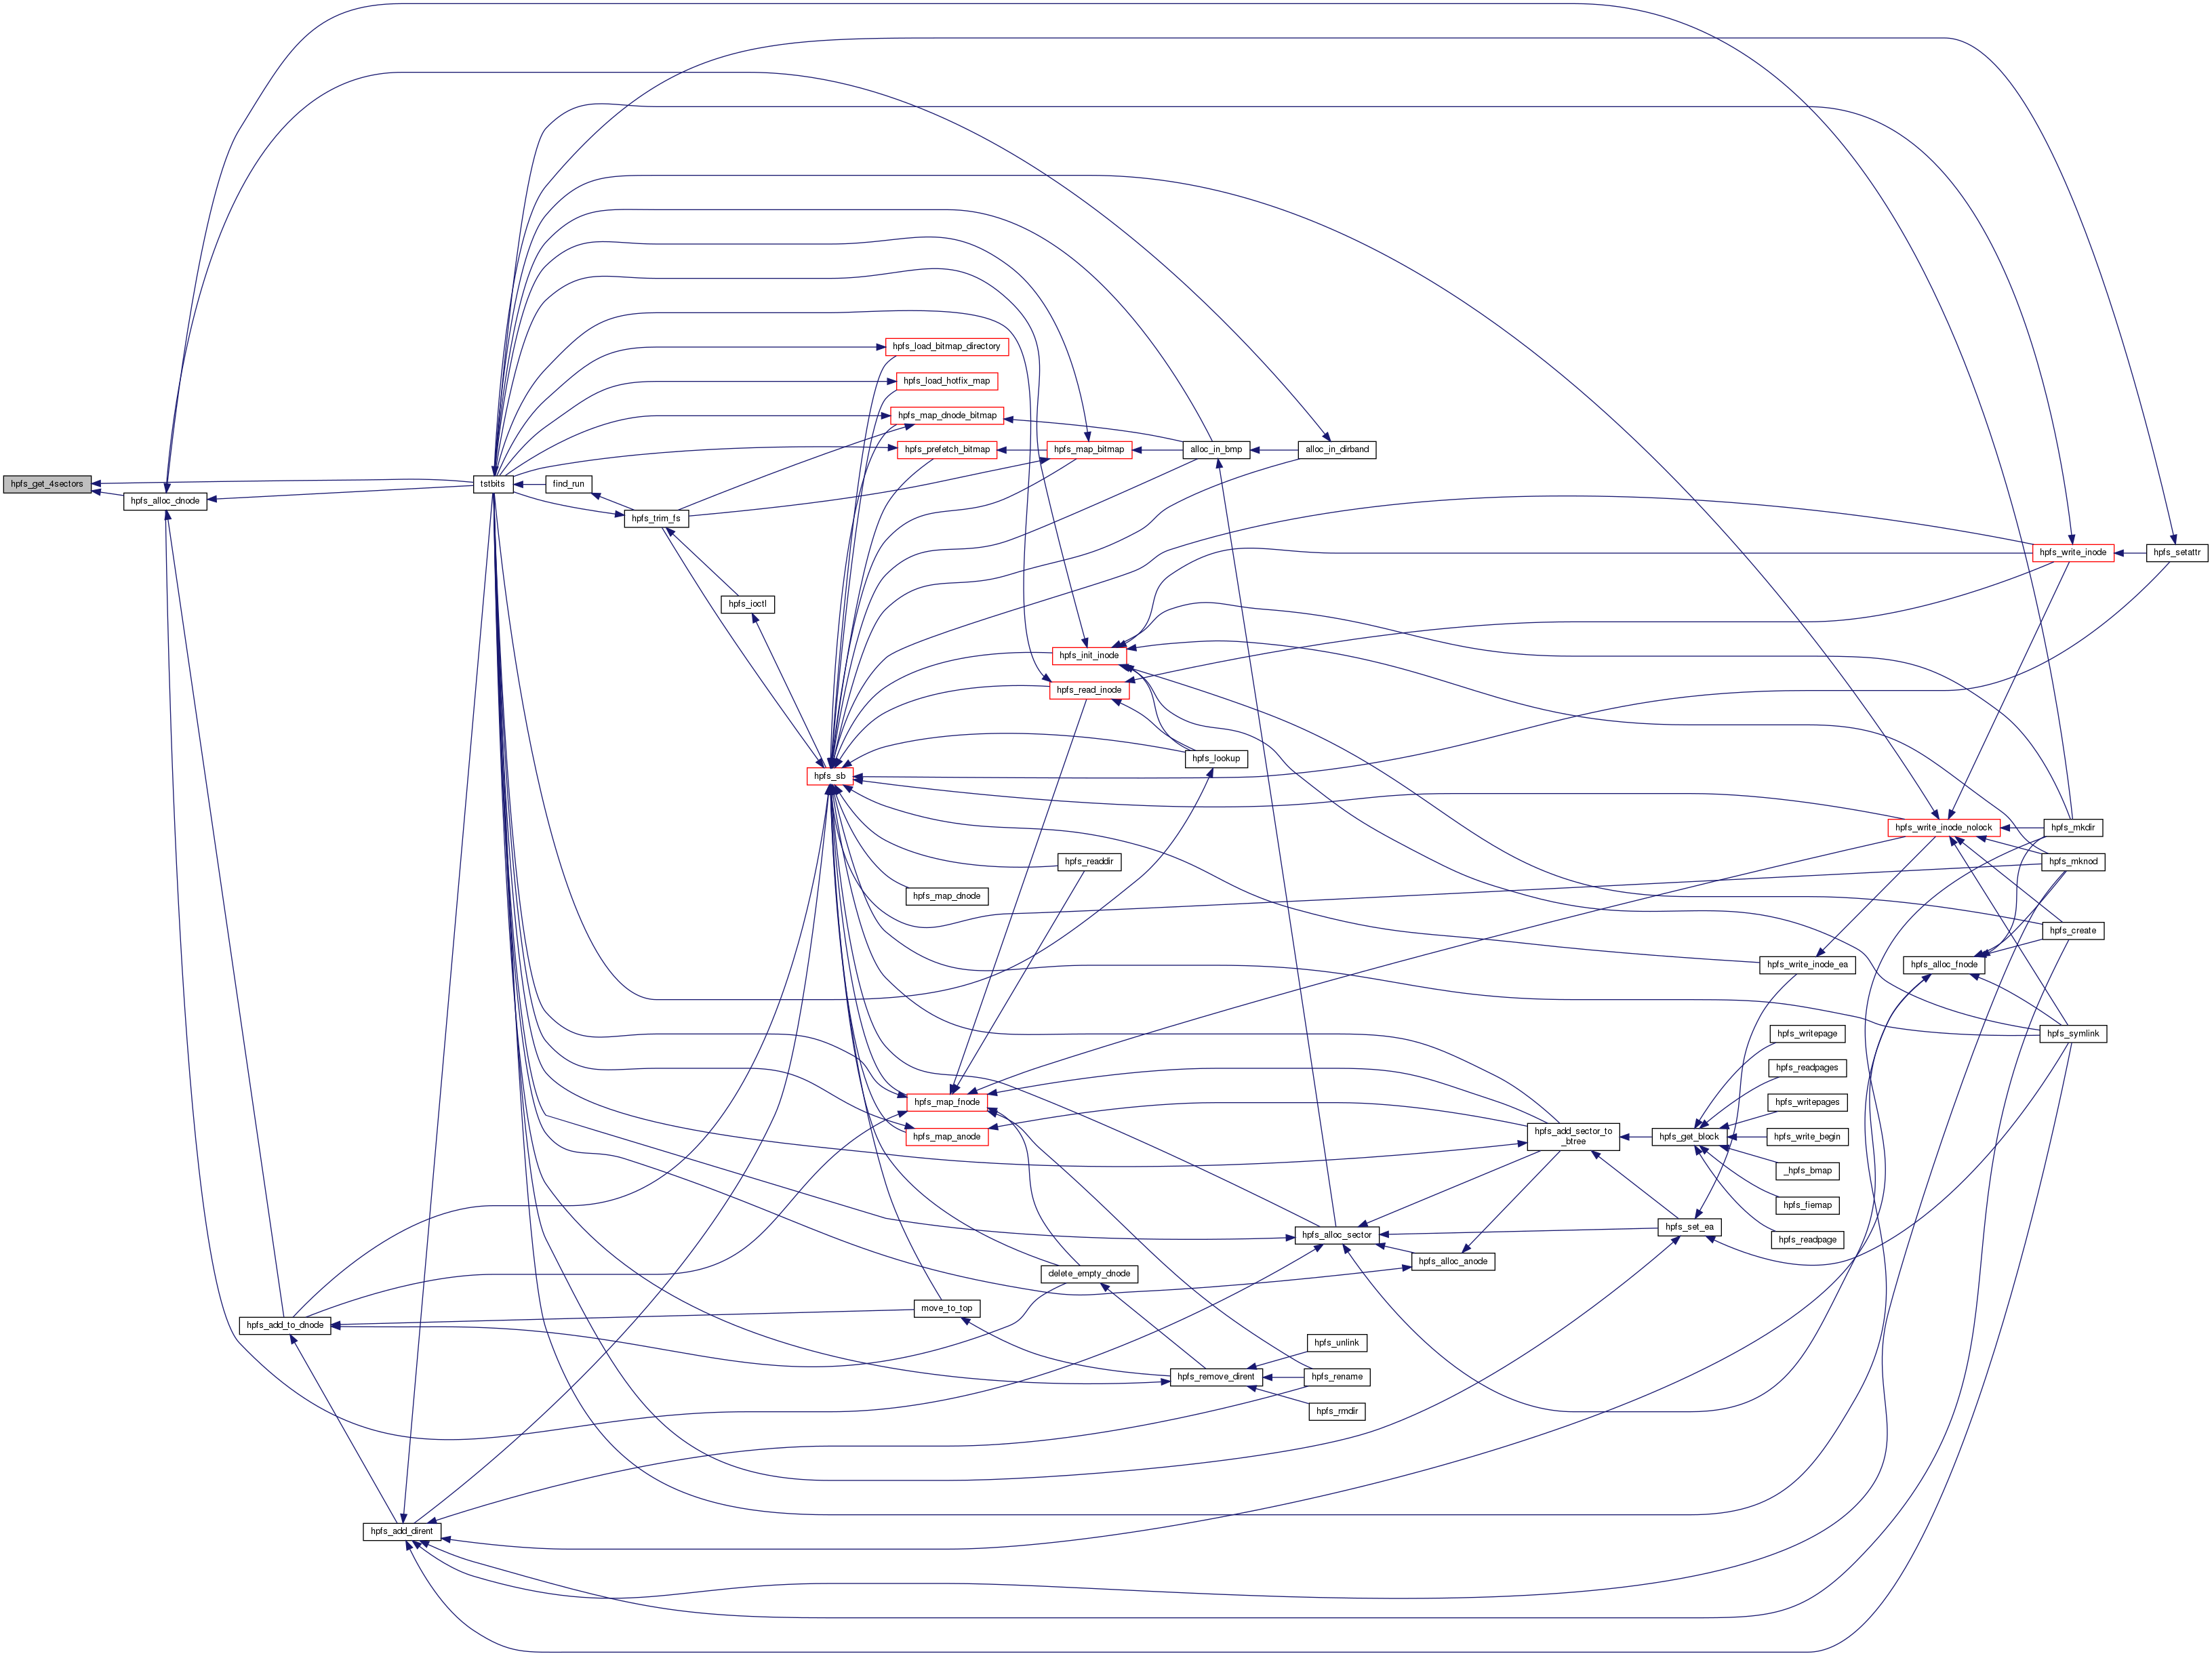 hpfs_load_bitmap_directory
hpfs_load_hotfix_map
hpfs_map_dnode_bitmap
hpfs_prefetch_bitmap
hpfs_map_bitmap
alloc_in_bmp
alloc_in_dirband
hpfs_get_4sectors
hpfs_alloc_dnode
tstbits
find_run
hpfs_trim_fs
hpfs_write_inode
hpfs_setattr
hpfs_ioctl
hpfs_init_inode
hpfs_read_inode
hpfs_lookup
hpfs_sb
hpfs_write_inode_nolock
hpfs_mkdir
hpfs_readdir
hpfs_mknod
hpfs_map_dnode
hpfs_create
hpfs_write_inode_ea
hpfs_alloc_fnode
hpfs_writepage
hpfs_symlink
hpfs_readpages
hpfs_map_fnode
hpfs_writepages
hpfs_map_anode
hpfs_add_sector_to
_btree
hpfs_get_block
hpfs_write_begin
_hpfs_bmap
hpfs_fiemap
hpfs_alloc_sector
hpfs_set_ea
hpfs_readpage
hpfs_alloc_anode
delete_empty_dnode
move_to_top
hpfs_add_to_dnode
hpfs_unlink
hpfs_remove_dirent
hpfs_rename
hpfs_rmdir
hpfs_add_dirent